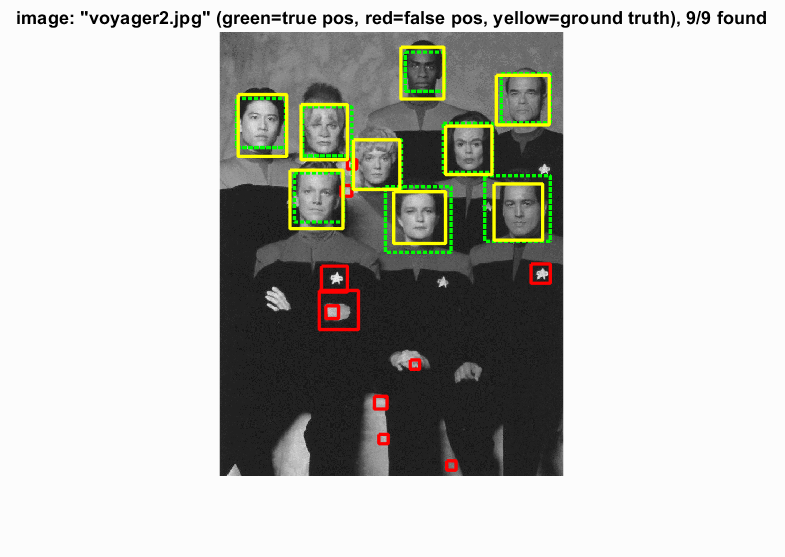 image: "voyager2.jpg" (green=true pos, red=false pos, yellow=ground truth), 9/9 found